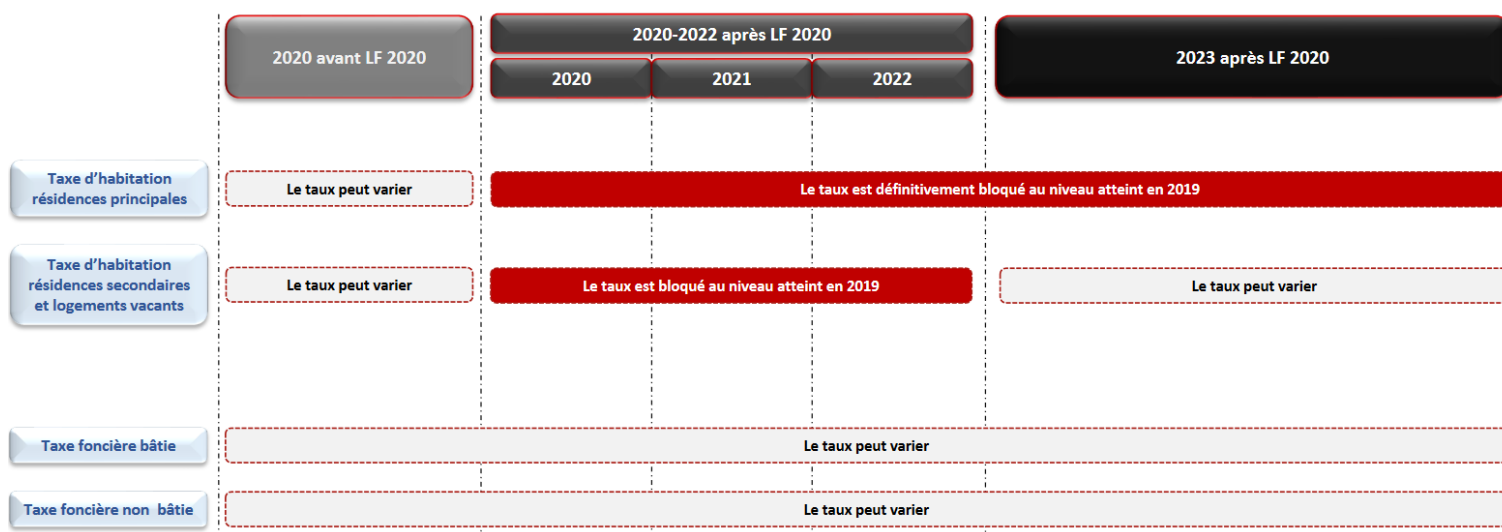 2020 avant LF 2020
2020-2022 après LF 2020
2020
2021
2022
2023 après LF 2020
Taxe d’habitation
résidences principales
Le taux peut varier
Le taux est définitivement bloqué au niveau atteint en 2019
Taxe d’habitation
résidences secondaires
et logements vacants
Le taux peut varier
Le taux est bloqué au niveau atteint en 2019
Le taux peut varier
Taxe foncière bâtie
Le taux peut varier
Taxe foncière non bâtie
Le taux peut varier